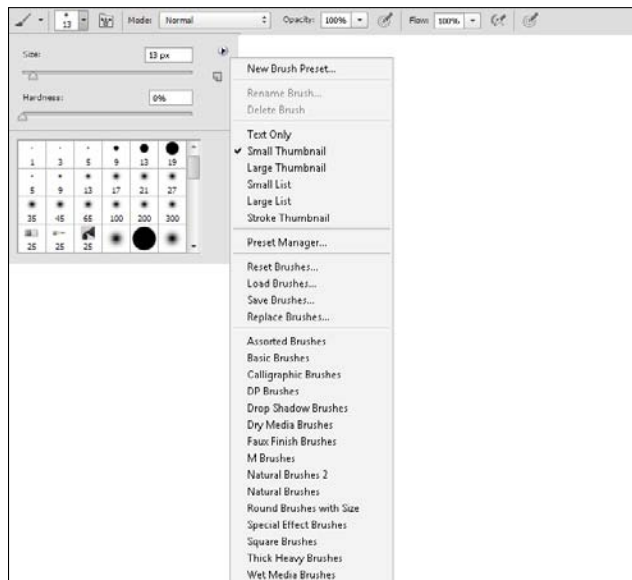 13 Mode: Normal Opacity: 100% Flow: 100%
Size: 13 px
Hardness: 0%
1 3 5 9 13 19
5 9 13 17 21 27
35 45 65 100 200 300
25 25 25
New Brush Preset...
Rename Brush...
Delete Brush
Text Only
Small Thumbnail
Large Thumbnail
Small List
Large List
Stroke Thumbnail
Preset Manager...
Reset Brushes...
Load Brushes...
Save Brushes...
Replace Brushes...
Assorted Brushes
Basic Brushes
Calligraphic Brushes
DP Brushes
Drop Shadow Brushes
Dry Media Brushes
Faux Finish Brushes
M Brushes
Natural Brushes 2
Natural Brushes
Round Brushes with Size
Special Effect Brushes
Square Brushes
Thick Heavy Brushes
Wet Media Brushes